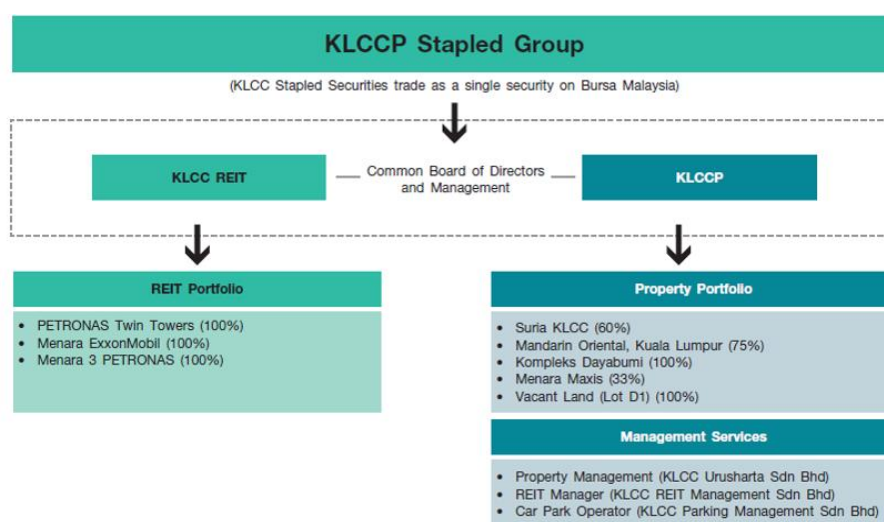 KLCCP Stapled Group
(KLCC Stapled Securities trade as a single security on Bursa Malaysia)
KLCC REIT
Common Board of Directors
and Management
KLCCP
REIT Portfolio
• PETRONAS Twin Towers (100%)
• Menara ExxonMobil (100%)
• Menara 3 PETRONAS (100%)
Property Portfolio
• Suria KLCC (60%)
• Mandarin Oriental, Kuala Lumpur (75%)
• Kompleks Dayabumi (100%)
• Menara Maxis (33%)
• Vacant Land (Lot D1) (100%)
Management Services
• Property Management (KLCC Urusharta Sdn Bhd)
• REIT Manager (KLCC REIT Management Sdn Bhd)
• Car Park Operator (KLCC Parking Management Sdn Bhd)